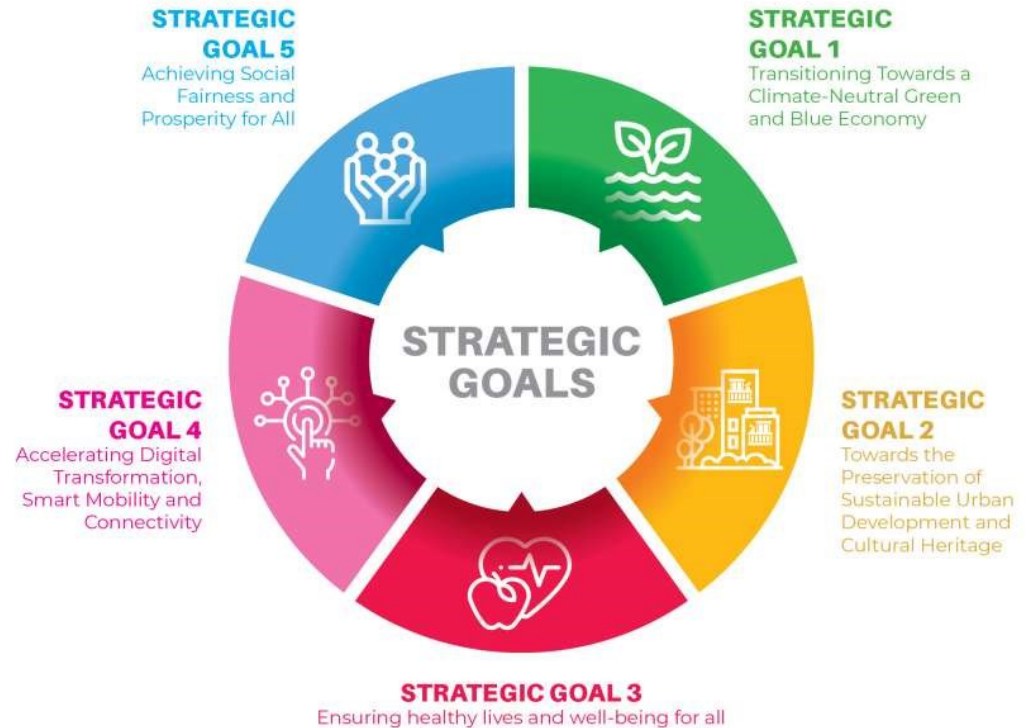 STRATEGIC
GOAL 5
Achieving Social
Fairness and
Prosperity for All
STRATEGIC
GOAL 1
Transitioning Towards a
Climate-Neutral Green
and Blue Economy
STRATEGIC
GOALS
STRATEGIC
GOAL 4
Accelerating Digital
Transformation,
Smart Mobility and
Connectivity
STRATEGIC
GOAL 2
Towards the
Preservation of
Sustainable Urban
Development and
Cultural Heritage
STRATEGIC GOAL 3
Ensuring healthy lives and well-being for all